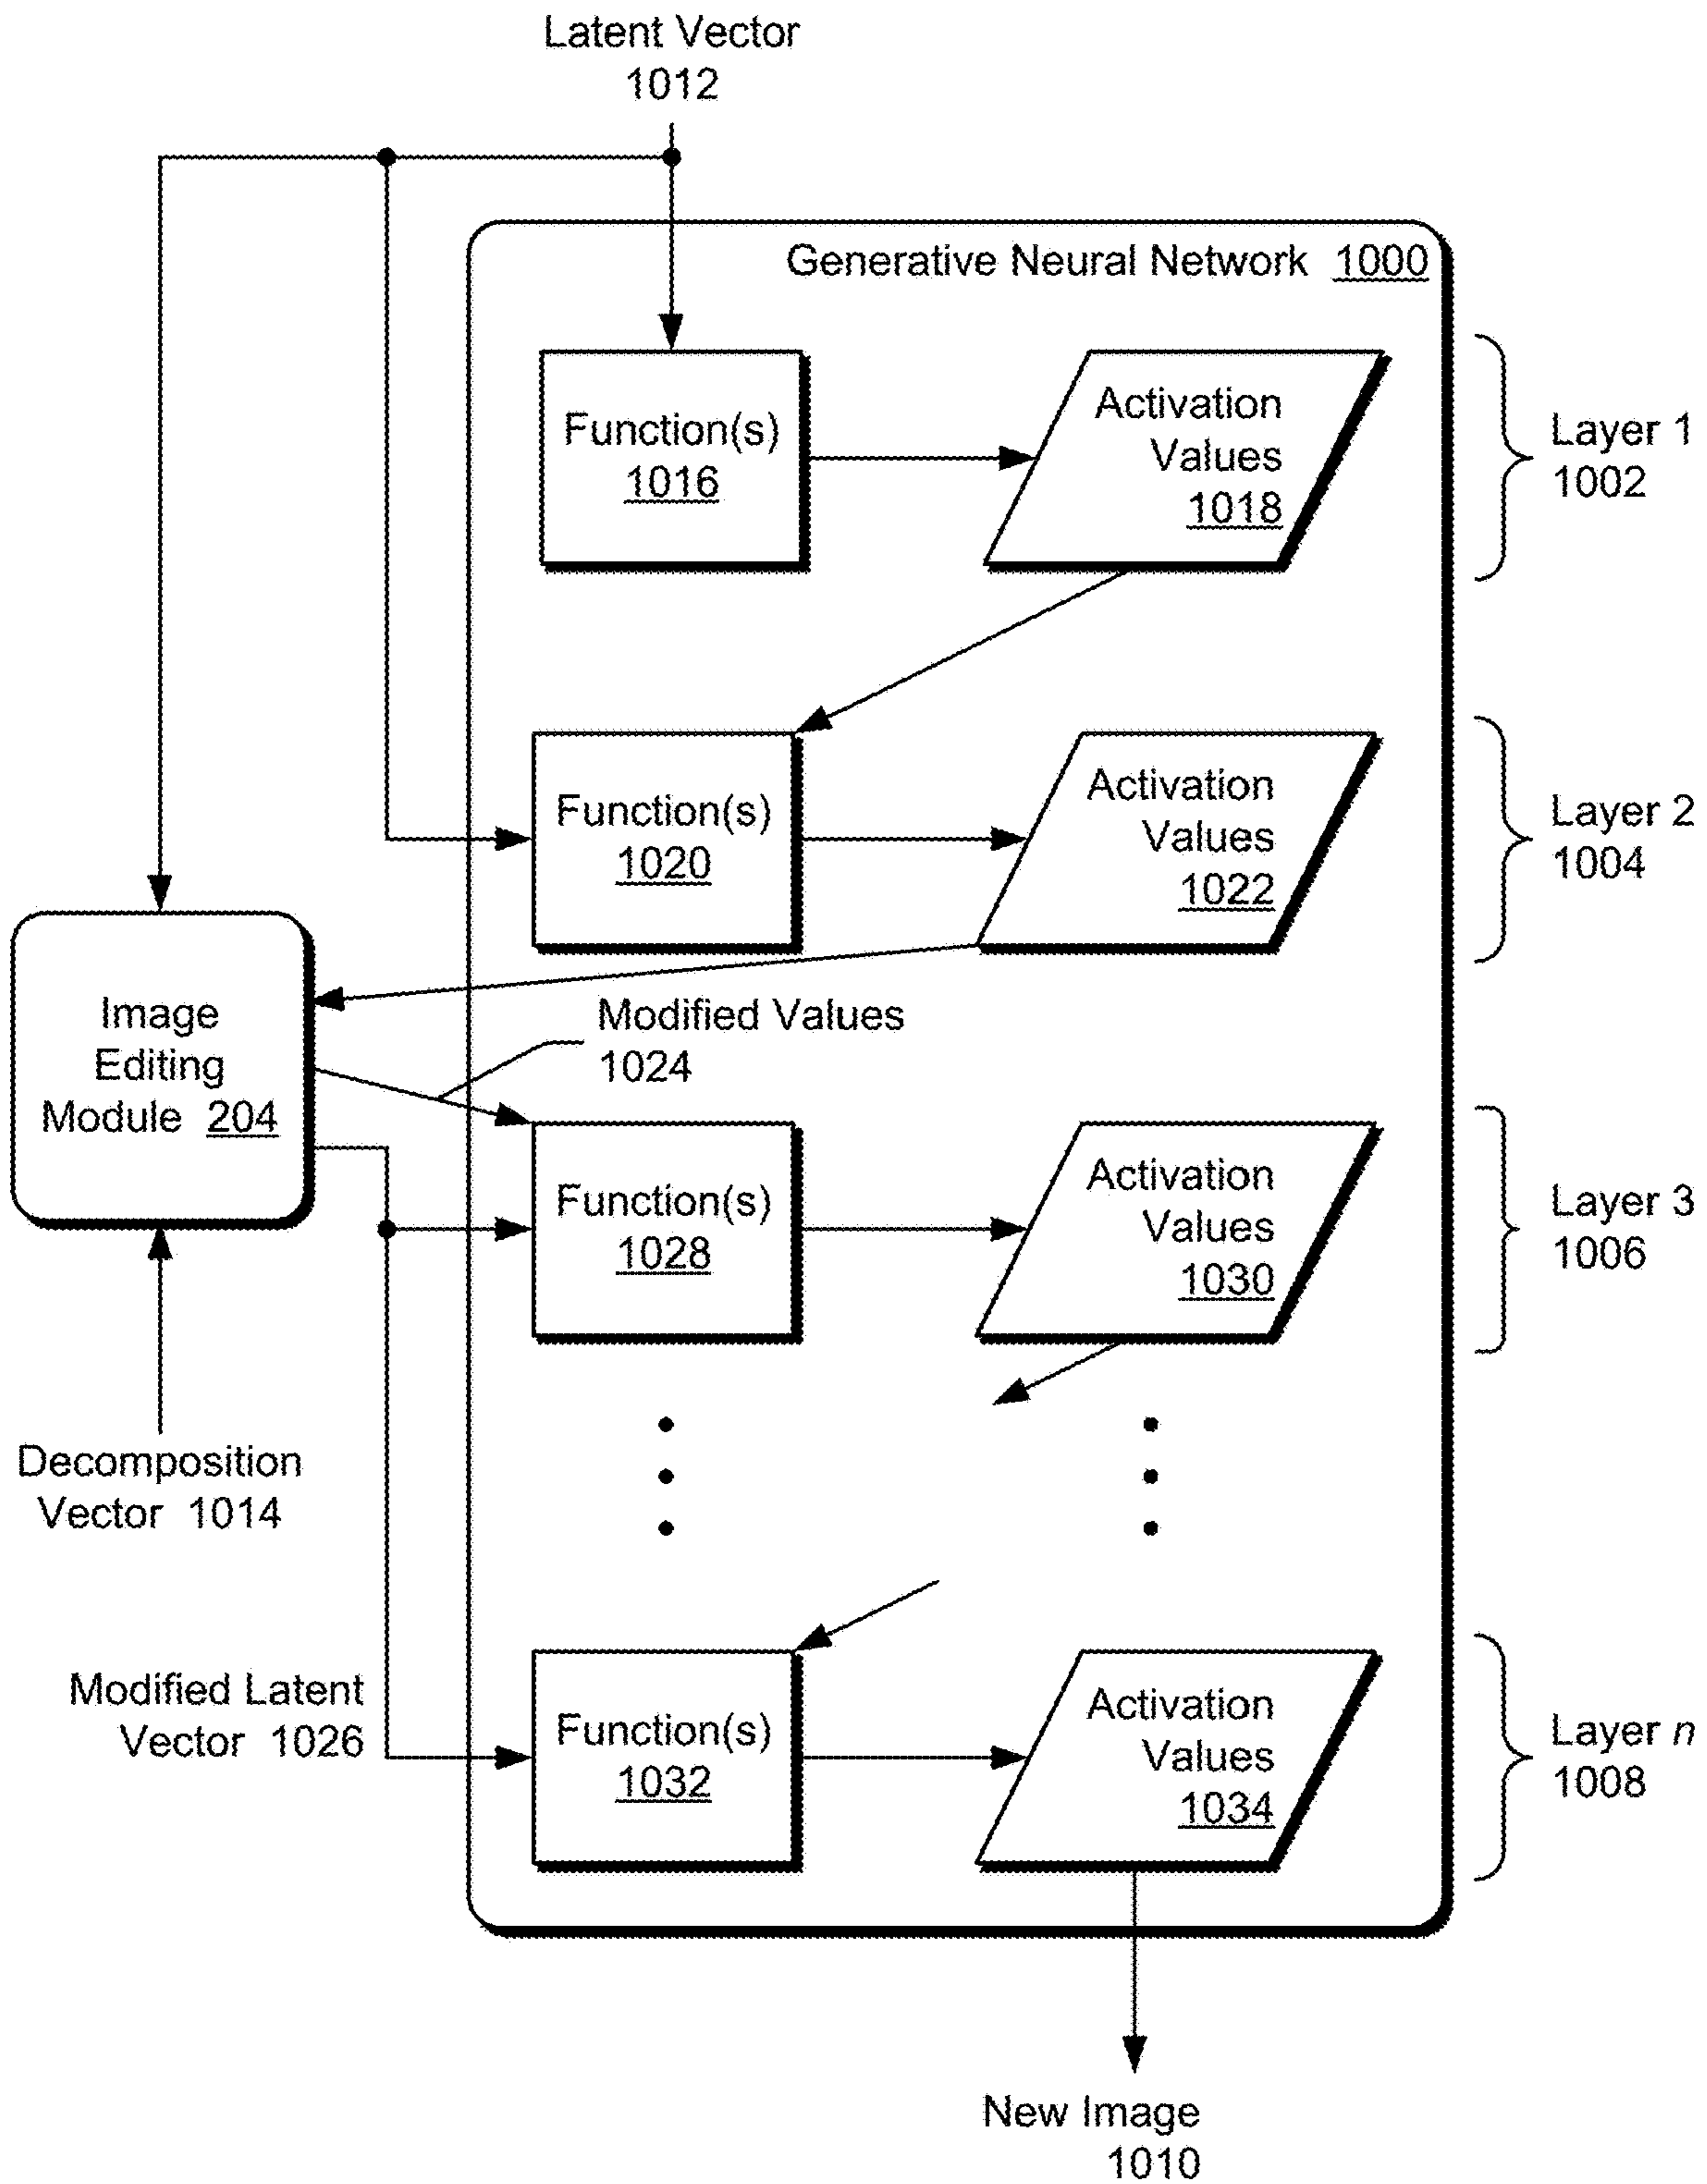 Latent Vector
1012
Generative Neural Network 1000
Function(s)
1016
Activation
Values
1018
Layer 1
1002
Function(s)
1020
Activation
Values
1022
Layer 2
1004
Image
Editing
Module 204
Modified Values
1024
Function(s)
1028
Activation
Values
1030
Layer 3
1006
Decomposition
Vector 1014
Modified Latent
Vector 1026
Function(s)
1032
Activation
Values
1034
Layer n
1008
New Image
1010